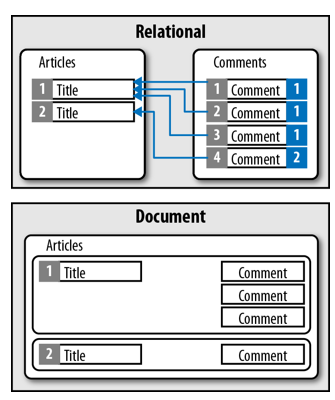 Relational
Articles
Comments
1 Title
2 Title
1 Comment 1
2 Comment 1
3 Comment 1
4 Comment 2
Document
Articles
1 Title
Comment
Comment
Comment
2 Title
Comment